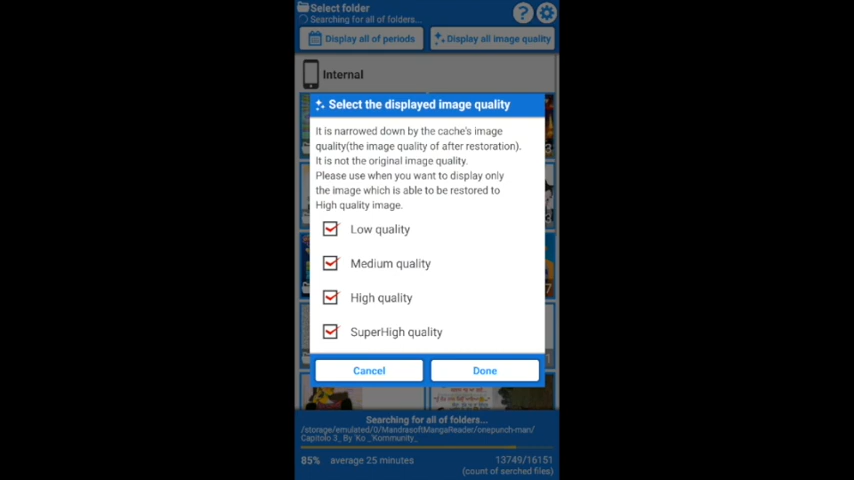 Select folder
Searching for all of folders...
Display all of periods
Display all image quality
Internal
Select the displayed image quality
It is narrowed down by the cache's image
quality(the image quality of after restoration).
It is not the original image quality.
Please use when you want to display only
the image which is able to be restored to
High quality image.
Low quality
Medium quality
High quality
SuperHigh quality
Cancel
Done
Searching for all of folders...
/storage/emulated/0/MandrasoftMangaReader/onepunch-man/
Capitolo 3_ By 'Ko _'Kommunity_
85% average 25 minutes
13749/16151
(count of serched files)